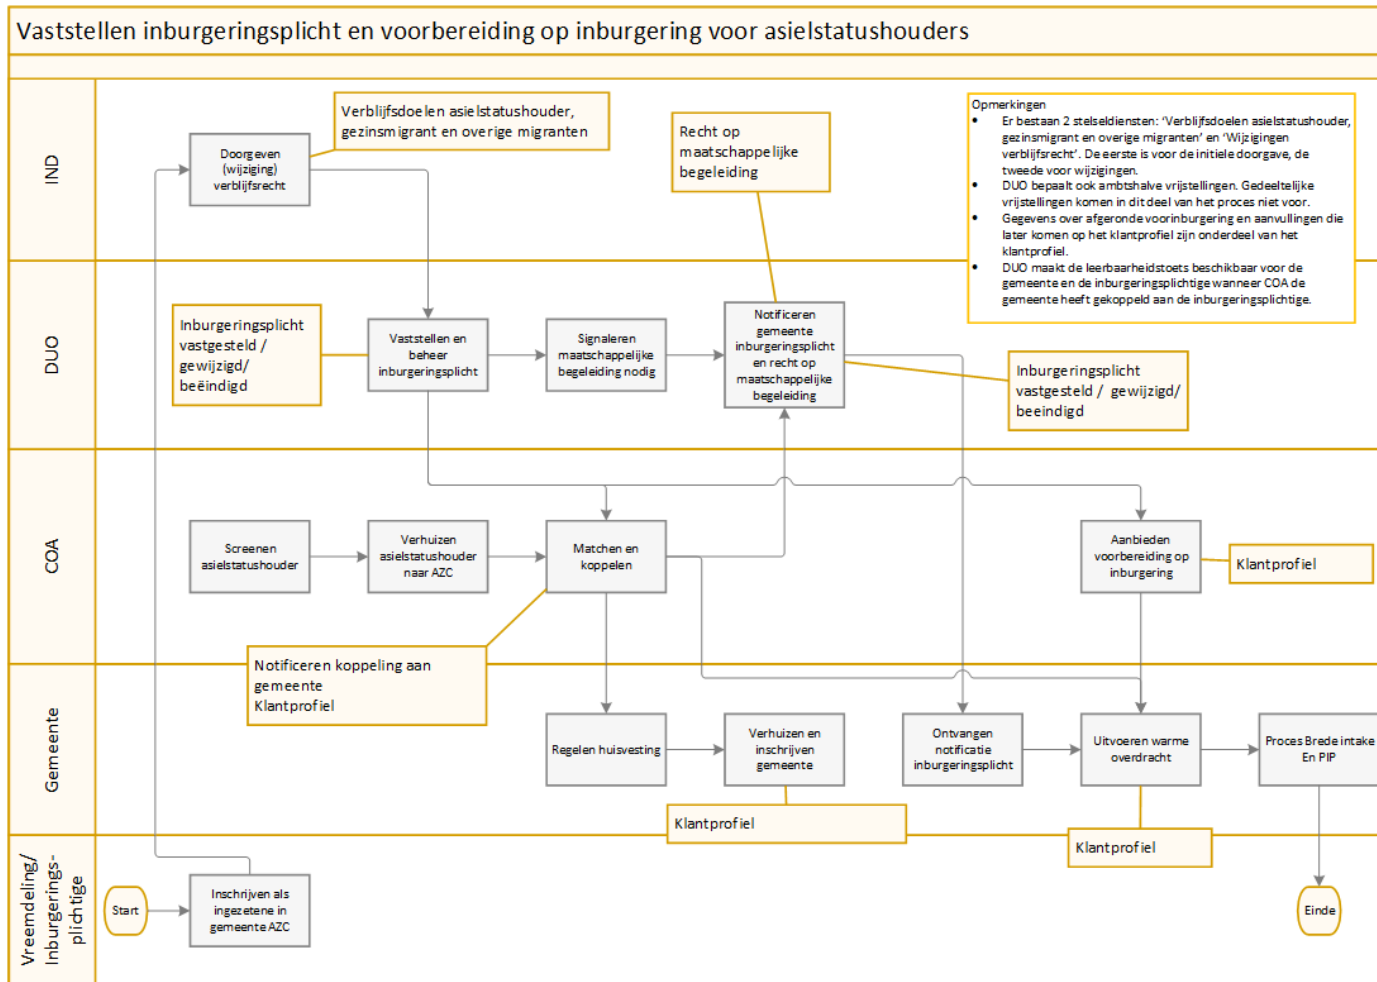 Vaststellen inburgeringsplicht en voorbereiding op inburgering voor asielstatushouders
IND
Doorgeven
(wijziging)
verblijfsrecht
Verblijfsdoelen asielstatushouder,
gezinsmigrant en overige migranten
Recht op
maatschappelijke
begeleiding
Opmerkingen
• Er bestaan 2 stelseldiensten: ‘Verblijfsdoelen asielstatushouder,
gezinsmigrant en overige migranten’ en ‘Wijzigingen
verblijfsrecht’. De eerste is voor de initiele doorgave, de
tweede voor wijzigingen.
• DUO bepaalt ook ambtshalve vrijstellingen. Gedeeltelijke
vrijstellingen komen in dit deel van het proces niet voor.
• Gegevens over afgeronde voorinburgering en aanvullingen die
later komen op het klantprofiel zijn onderdeel van het
klantprofiel.
• DUO maakt de leerbaarheidstoets beschikbaar voor de
gemeente en de inburgeringsplichtige wanneer COA de
gemeente heeft gekoppeld aan de inburgeringsplichtige.
DUO
Inburgeringsplicht
vastgesteld /
gewijzigd/
beëindigd
Vaststellen en
beheer
inburgeringsplicht
Signaleren
maatschappelijke
begeleiding nodig
Notificeren
gemeente
inburgeringsplicht
en recht op
maatschappelijke
begeleiding
Inburgeringsplicht
vastgesteld / gewijzigd/
beeindigd
COA
Screenen
asielstatushouder
Verhuizen
asielstatushouder
naar AZC
Matchen en
koppelen
Aanbieden
voorbereiding op
inburgering
Klantprofiel
Notificeren koppeling aan
gemeente
Klantprofiel
Gemeente
Regelen huisvesting
Verhuizen en
inschrijven
gemeente
Ontvangen
notificatie
inburgeringsplicht
Uitvoeren warme
overdracht
Proces Brede intake
En PIP
Klantprofiel
Klantprofiel
Vreemdeling/
Inburgerings-
plichtige
Start
Inschrijven als
ingezetene in
gemeente AZC
Einde